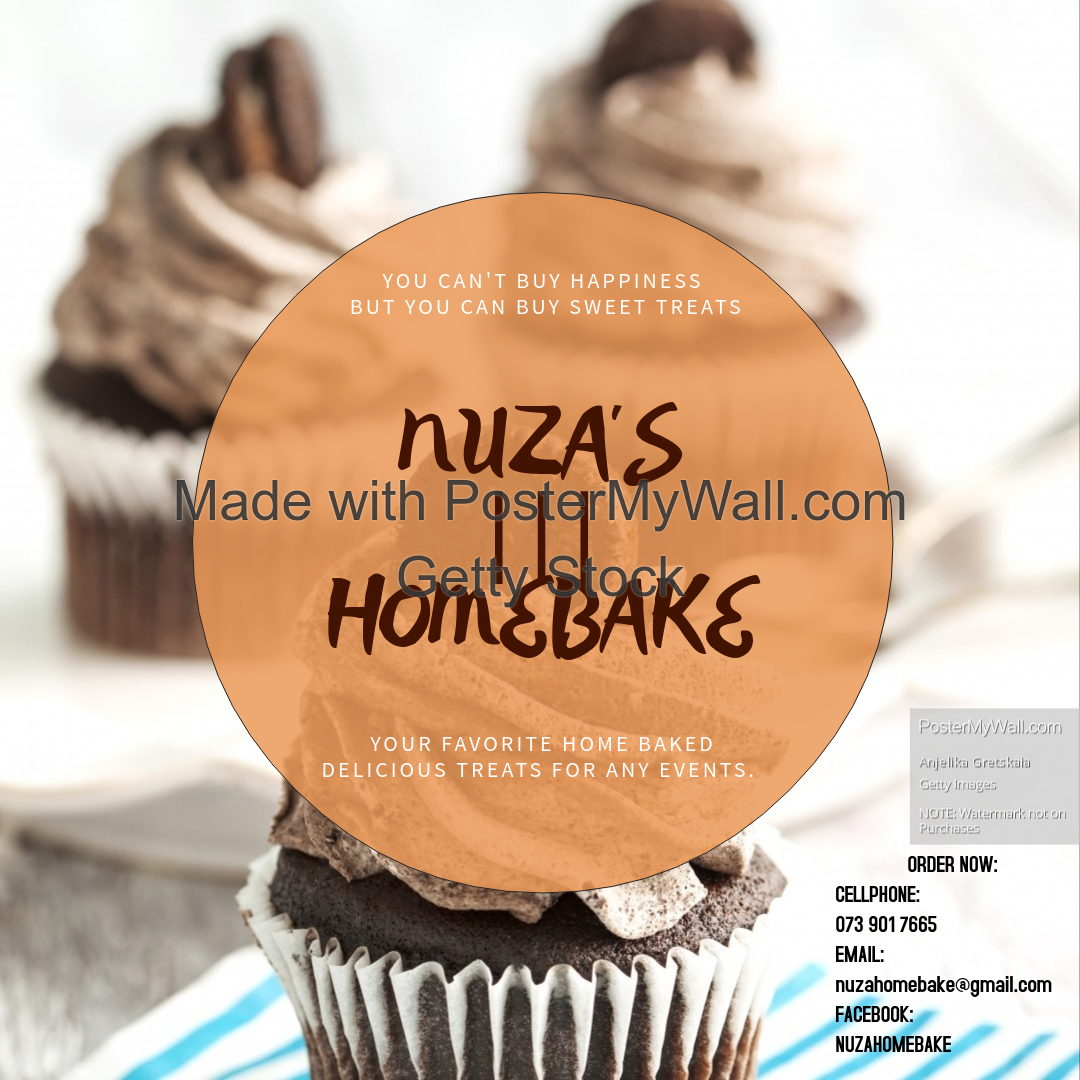 YOU CAN'T BUY HAPPINESS
BUT YOU CAN BUY SWEET TREATS
NUZA'S
Made with PosterMyWall.com
Getty Stock
HOMEBAKE
YOUR FAVORITE HOME BAKED
DELICIOUS TREATS FOR ANY EVENTS.
PosterMyWall.com
Anjelika Gretskaia
Getty Images
NOTE: Watermark not on
Purchases
ORDER NOW:
CELLPHONE:
073 901 7665
EMAIL:
nuzahomebake@gmail.com
FACEBOOK:
NUZAHOMEBAKE